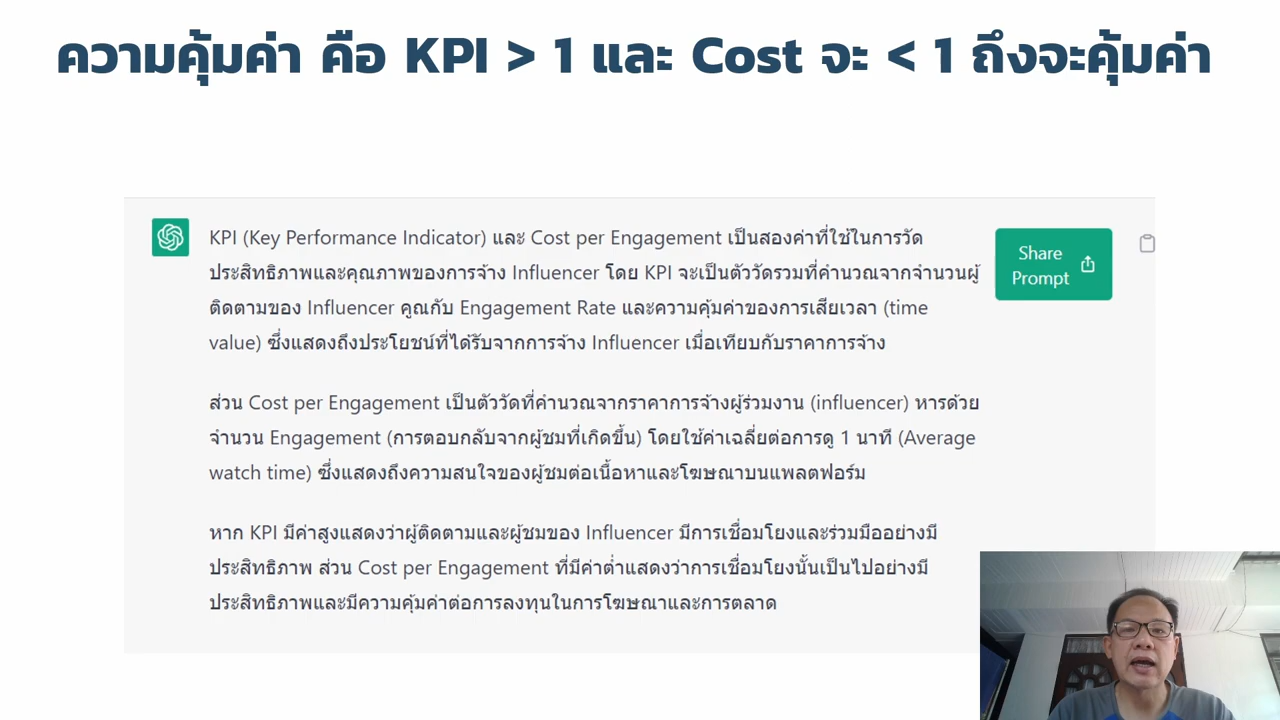 ความคุ้มค่า คือ KPI > 1 และ Cost จะ < 1 ถึงจะคุ้มค่า
KPI (Key Performance Indicator) และ Cost per Engagement เป็นสองค่าที่ใช้ในการวัด
ประสิทธิภาพและคุณภาพของการจ้าง Influencer โดย KPI จะเป็นตัววัดรวมที่คำนวณจากจำนวนผู้
ติดตามของ Influencer คูณกับ Engagement Rate และความคุ้มค่าของการเสียเวลา (time
value) ซึ่งแสดงถึงประโยชน์ที่ได้รับจากการจ้าง Influencer เมื่อเทียบกับราคาการจ้าง
Share
Prompt
ส่วน Cost per Engagement เป็นตัววัดที่คำนวณจากราคาการจ้างผู้ร่วมงาน (influencer) หารด้วย
จำนวน Engagement (การตอบกลับจากผู้ชมที่เกิดขึ้น) โดยใช้ค่าเฉลี่ยต่อการดู 1 นาที (Average
watch time) ซึ่งแสดงถึงความสนใจของผู้ชมต่อเนื้อหาและโฆษณาบนแพลตฟอร์ม
หาก KPI มีค่าสูงแสดงว่าผู้ติดตามและผู้ชมของ Influencer มีการเชื่อมโยงและร่วมมืออย่างมี
ประสิทธิภาพ ส่วน Cost per Engagement ที่มีค่าต่ำแสดงว่าการเชื่อมโยงนั้นเป็นไปอย่างมี
ประสิทธิภาพและมีความคุ้มค่าต่อการลงทุนในการโฆษณาและการตลาด